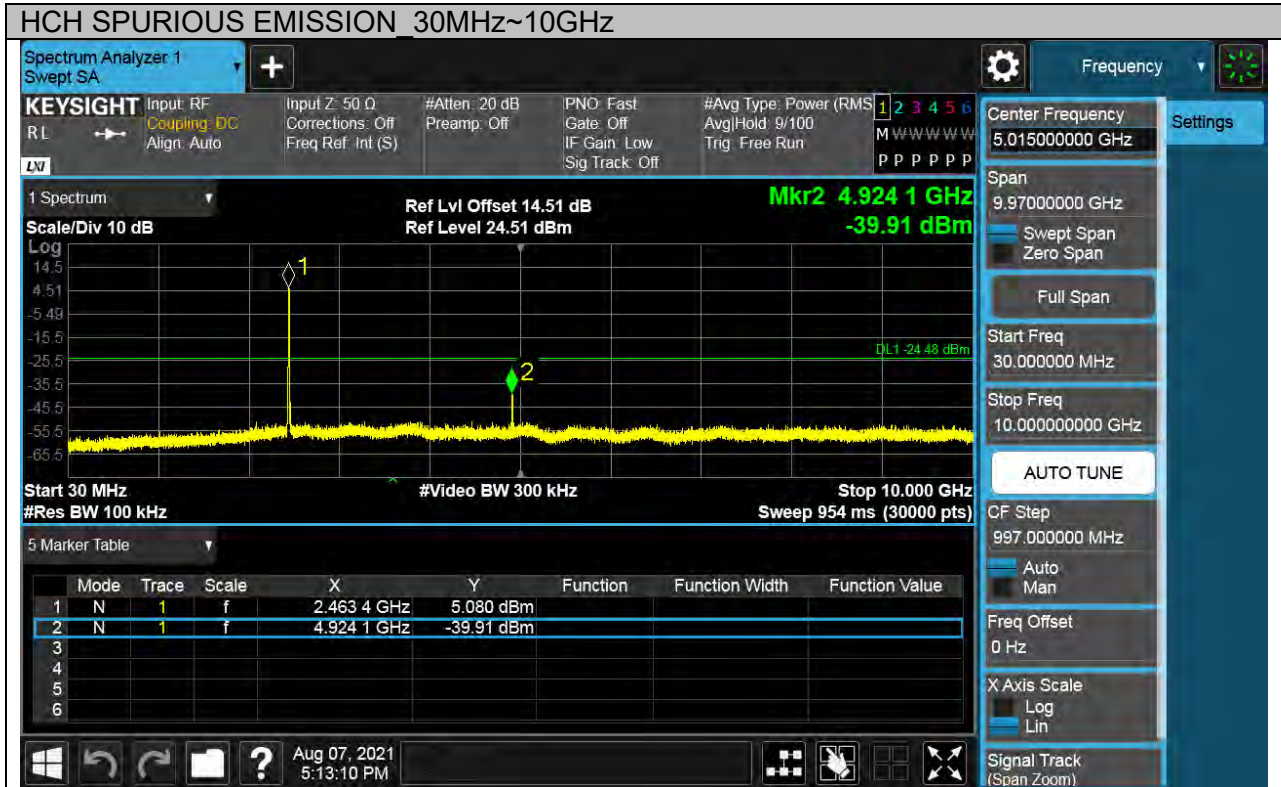 HCH SPURIOUS EMISSION_30MHz~10GHz
Spectrum Analyzer 1
Swept SA
Frequency
KEYSIGHT
R L
LXI
Input: RF
Coupling: DC
Align: Auto
Input Z: 50 Ω
Corrections: Off
Freq Ref: Int (S)
#Atten: 20 dB
Preamp: Off
PNO: Fast
Gate: Off
IF Gain: Low
Sig Track: Off
#Avg Type: Power (RMS
Avg|Hold: 9/100
Trig: Free Run
1 2 3 4 5 6
M W W W W W
P P P P P P
Center Frequency
5.015000000 GHz
Settings
1 Spectrum
Scale/Div 10 dB
Ref Lvl Offset 14.51 dB
Ref Level 24.51 dBm
Mkr2 4.924 1 GHz
-39.91 dBm
Log
14.5
4.51
-5.49
-15.5
-25.5
-35.5
-45.5
-55.5
-65.5
1
2
DL1 -24.48 dBm
Start 30 MHz
#Res BW 100 kHz
#Video BW 300 kHz
Stop 10.000 GHz
Sweep 954 ms (30000 pts)
Span
9.97000000 GHz
Swept Span
Zero Span
Full Span
Start Freq
30.000000 MHz
Stop Freq
10.000000000 GHz
AUTO TUNE
CF Step
997.000000 MHz
Auto
Man
Freq Offset
0 Hz
X Axis Scale
Log
Lin
Signal Track
(Span Zoom)
5 Marker Table
Mode Trace Scale X Y Function Function Width Function Value
1 N 1 f 2.463 4 GHz 5.080 dBm
2 N 1 f 4.924 1 GHz -39.91 dBm
3
4
5
6
?
Aug 07, 2021
5:13:10 PM